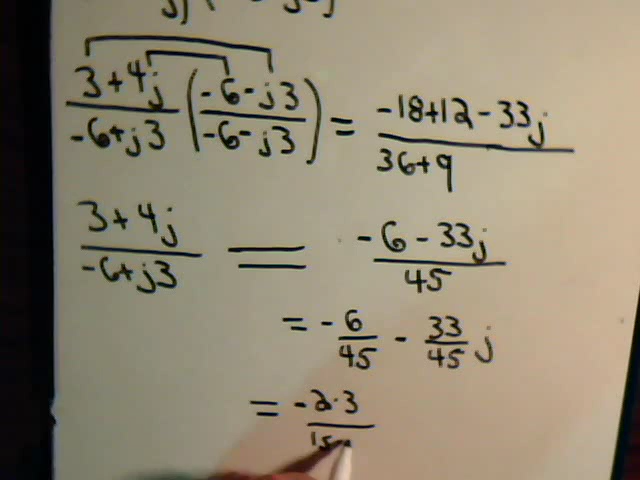 3+4j/-6+j3 (-6-j3/-6-j3) = -18+12-33j/36+9
3+4j/-6+j3 = -6-33j/45
= -6/45 - 33/45 j
= -2·3/15